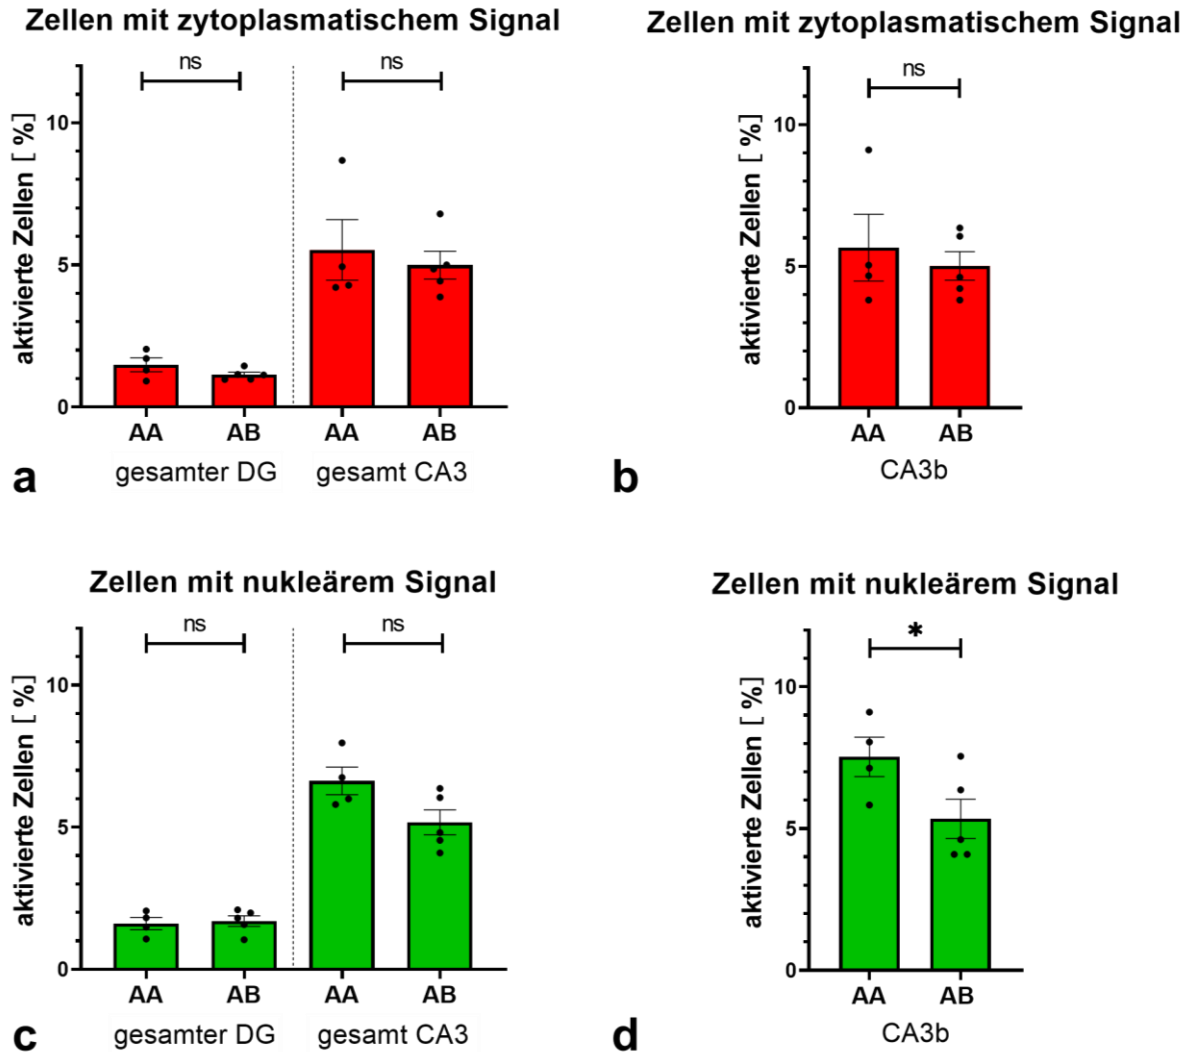 Zellen mit zytoplasmatischem Signal
ns
ns
aktivierte Zellen [ %]
10
5
0
AA
AB
AA
AB
gesamter DG
gesamt CA3
a
Zellen mit zytoplasmatischem Signal
ns
aktivierte Zellen [ %]
10
5
0
AA
AB
CA3b
b
Zellen mit nukleärem Signal
ns
ns
aktivierte Zellen [ %]
10
5
0
AA
AB
AA
AB
gesamter DG
gesamt CA3
c
Zellen mit nukleärem Signal
*
aktivierte Zellen [ %]
10
5
0
AA
AB
CA3b
d